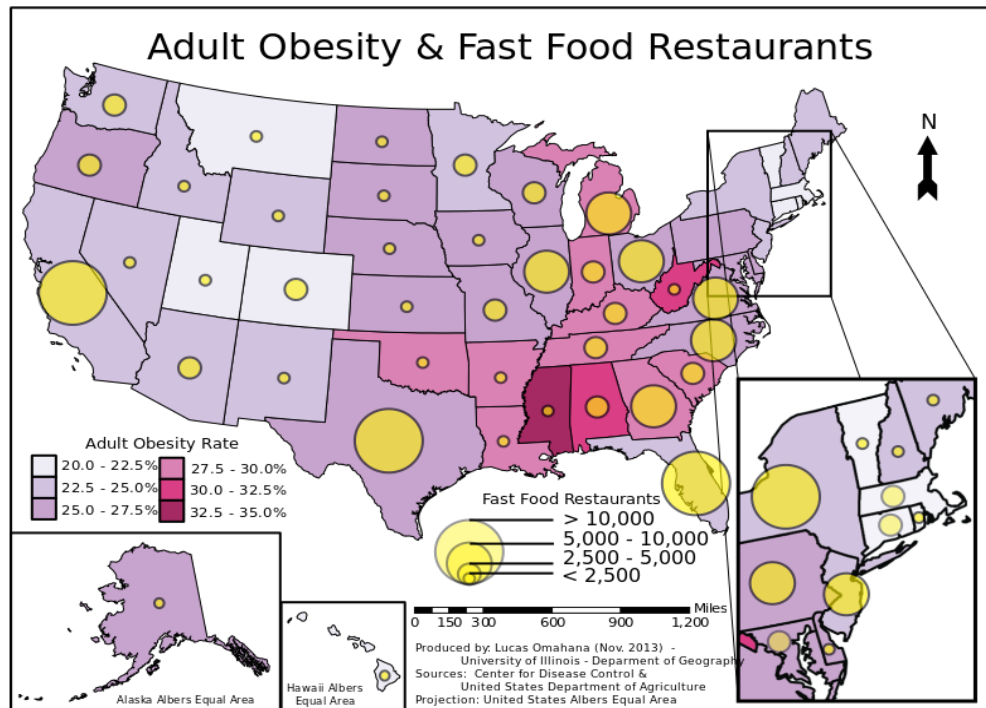 Adult Obesity & Fast Food Restaurants
N
Adult Obesity Rate
20.0 - 22.5%
22.5 - 25.0%
25.0 - 27.5%
27.5 - 30.0%
30.0 - 32.5%
32.5 - 35.0%
Fast Food Restaurants
> 10,000
5,000 - 10,000
2,500 - 5,000
< 2,500
Miles
0 150 300 600 900 1,200
Produced by: Lucas Omahana (Nov. 2013) -
University of Illinois - Deparment of Geography
Sources: Center for Disease Control &
United States Department of Agriculture
Projection: United States Albers Equal Area
Alaska Albers Equal Area
Hawaii Albers
Equal Area